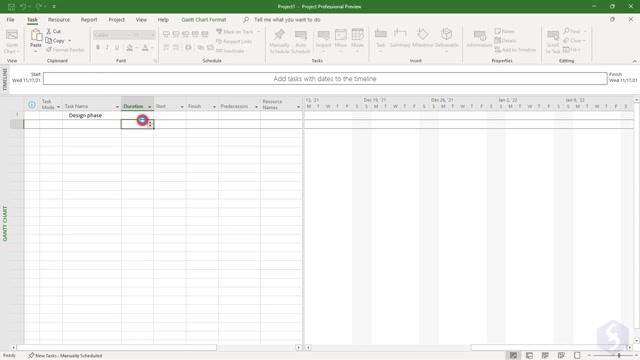 Project1 - Project Professional Preview
Task Resource Report Project View Help Gantt Chart Format Tell me what you want to do
Gantt Chart
Paste
Cut
Copy
Format Painter
Calibri
B I U
Mark on Track
Respect Links
Inactivate
Manually Schedule
Auto Schedule
Inspect
Move
Mode
Task
Summary
Milestone
Deliverable
Information
Notes
Details
Add to Timeline
Scroll to Task
Find
Clear
Fill
View Clipboard Font Schedule Tasks Insert Properties Editing
TIMELINE
Start
Wed 11/17/21
Add tasks with dates to the timeline
Finish
Wed 11/17/21
Task Mode Task Name Duration Start Finish Predecessors Resource Names
Dec 19, '21 Dec 26, '21 Jan 2, '22 Jan 9, '22
M T W T F S S M T W T F S S M T W T F S S M T W T F S S M T W T F S
1 Design phase
GANTT CHART
Ready New Tasks : Manually Scheduled